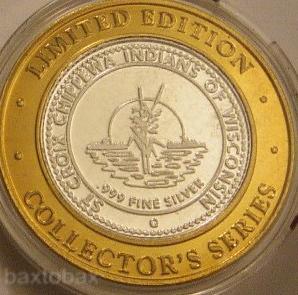 LIMITED EDITION
ST CROIX CHIPPEWA INDIANS OF WISCONSIN
.999 FINE SILVER
G
COLLECTOR'S SERIES
baxtobax